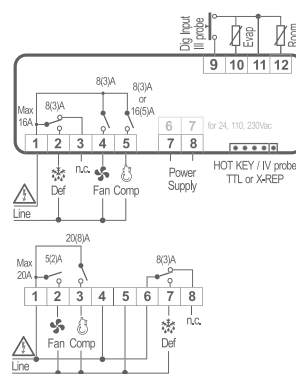 Dig Input
III probe
Evap
Room
9 10 11 12
8(3)A
8(3)A
or
16(5)A
Max
16A
8(3)A
6 7
for 24, 110, 230Vac
1 2 3 4 5
7 8
n.c.
Def
Fan Comp
Power
Supply
HOT KEY / IV probe
TTL or X-REP
Line
20(8)A
Max
20A
5(2)A
8(3)A
1 2 3 4 5 6 7 8
n.c.
Fan Comp
Def
Line